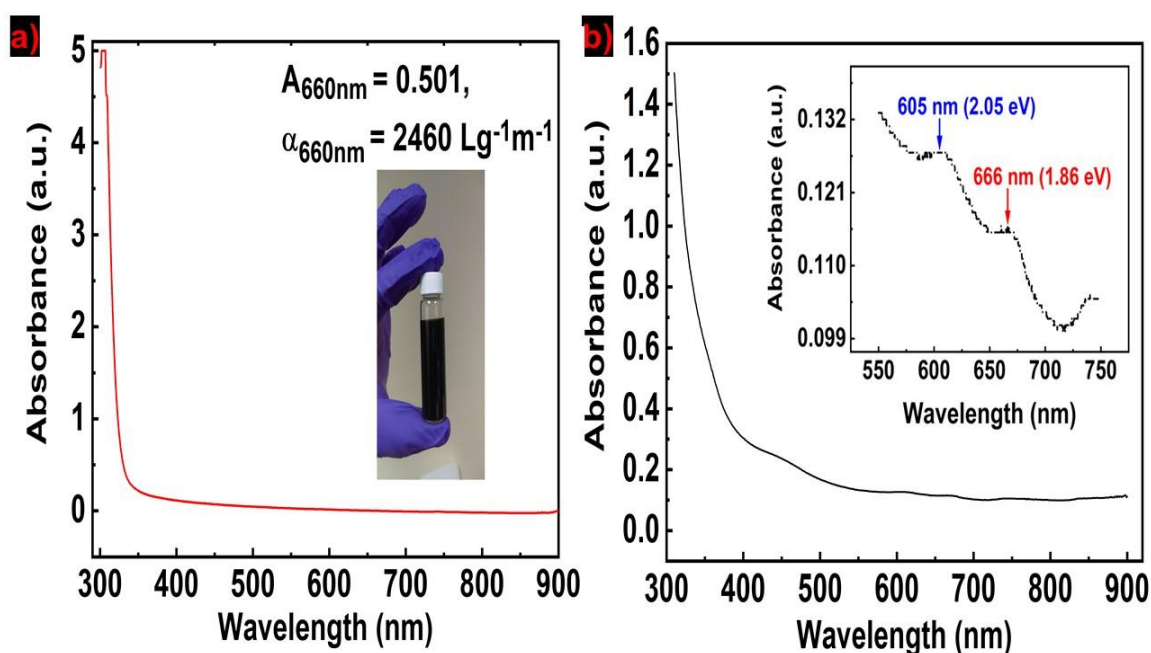 a)
A660nm = 0.501,
α660nm = 2460 Lg-1m-1
5
4
3
2
1
0
Absorbance (a.u.)
300 400 500 600 700 800 900
Wavelength (nm)
b)
1.6
1.4
1.2
1.0
0.8
0.6
0.4
0.2
0.0
Absorbance (a.u.)
300 400 500 600 700 800 900
Wavelength (nm)
605 nm (2.05 eV)
666 nm (1.86 eV)
0.132
0.121
0.110
0.099
Absorbance (a.u.)
550 600 650 700 750
Wavelength (nm)